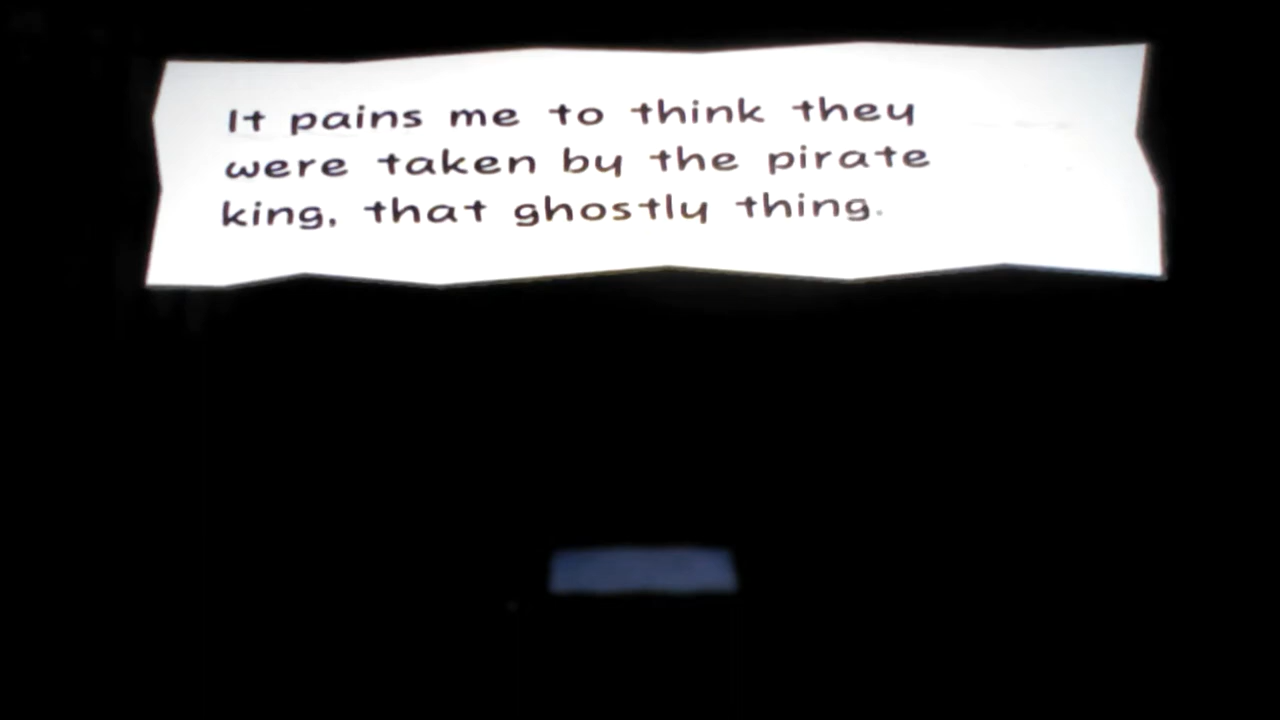 It pains me to think they
were taken by the pirate
king, that ghostly thing.